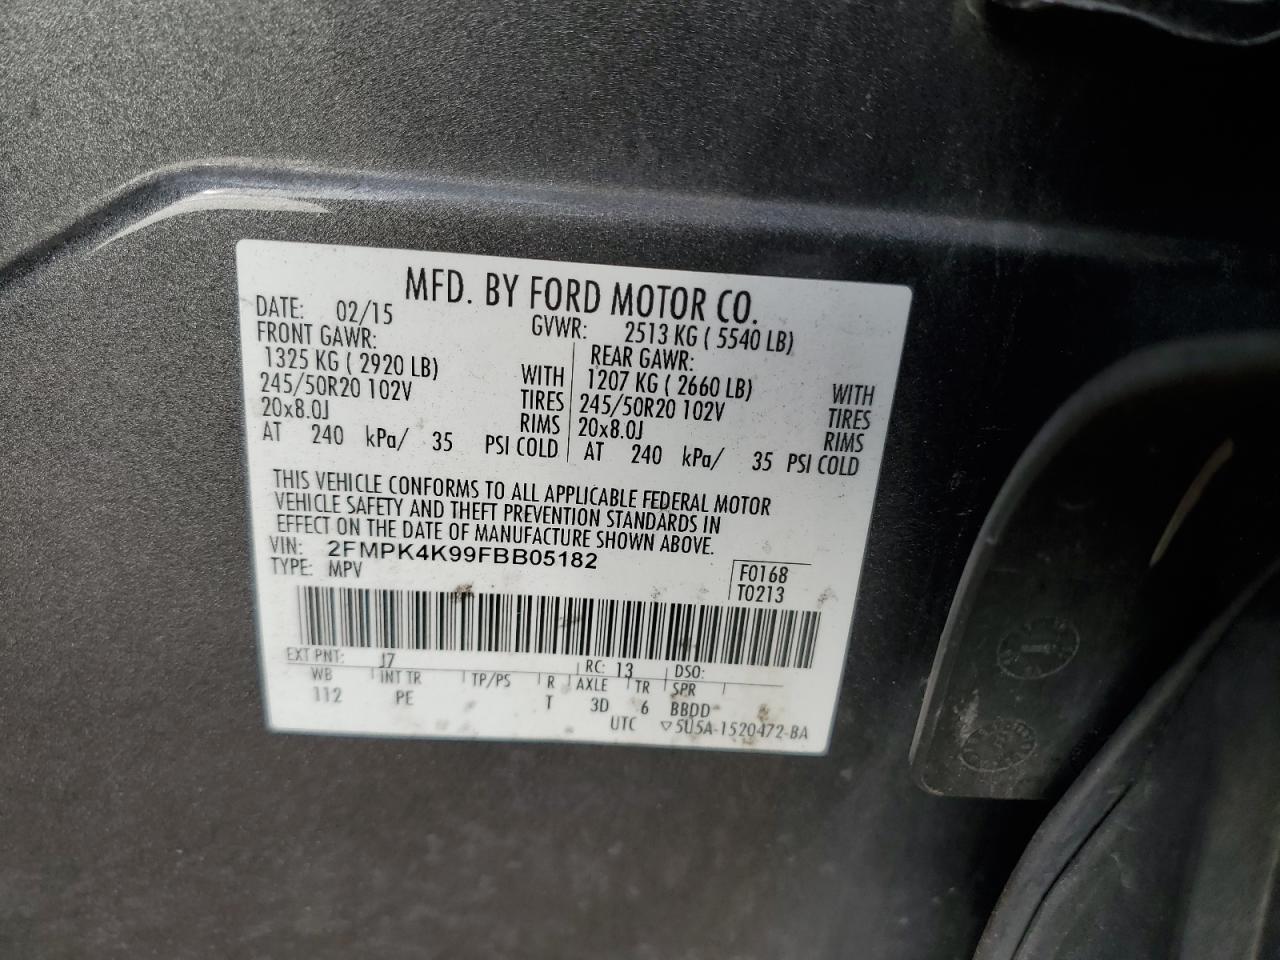 MFD. BY FORD MOTOR CO.
DATE: 02/15 GVWR: 2513 KG ( 5540 LB)
FRONT GAWR: REAR GAWR:
1325 KG ( 2920 LB) WITH 1207 KG ( 2660 LB) WITH
245/50R20 102V TIRES 245/50R20 102V TIRES
20x8.0J RIMS 20x8.0J RIMS
AT 240 kPa/ 35 PSI COLD AT 240 kPa/ 35 PSI COLD
THIS VEHICLE CONFORMS TO ALL APPLICABLE FEDERAL MOTOR
VEHICLE SAFETY AND THEFT PREVENTION STANDARDS IN
EFFECT ON THE DATE OF MANUFACTURE SHOWN ABOVE.
VIN: 2FMPK4K99FBB05182
TYPE: MPV F0168
T0213
EXT PNT: J7 RC: 13 DSO:
WB INT TR TP/PS R AXLE TR SPR
112 PE T 3D 6 BBDD
UTC ▽5U5A-1520472-BA